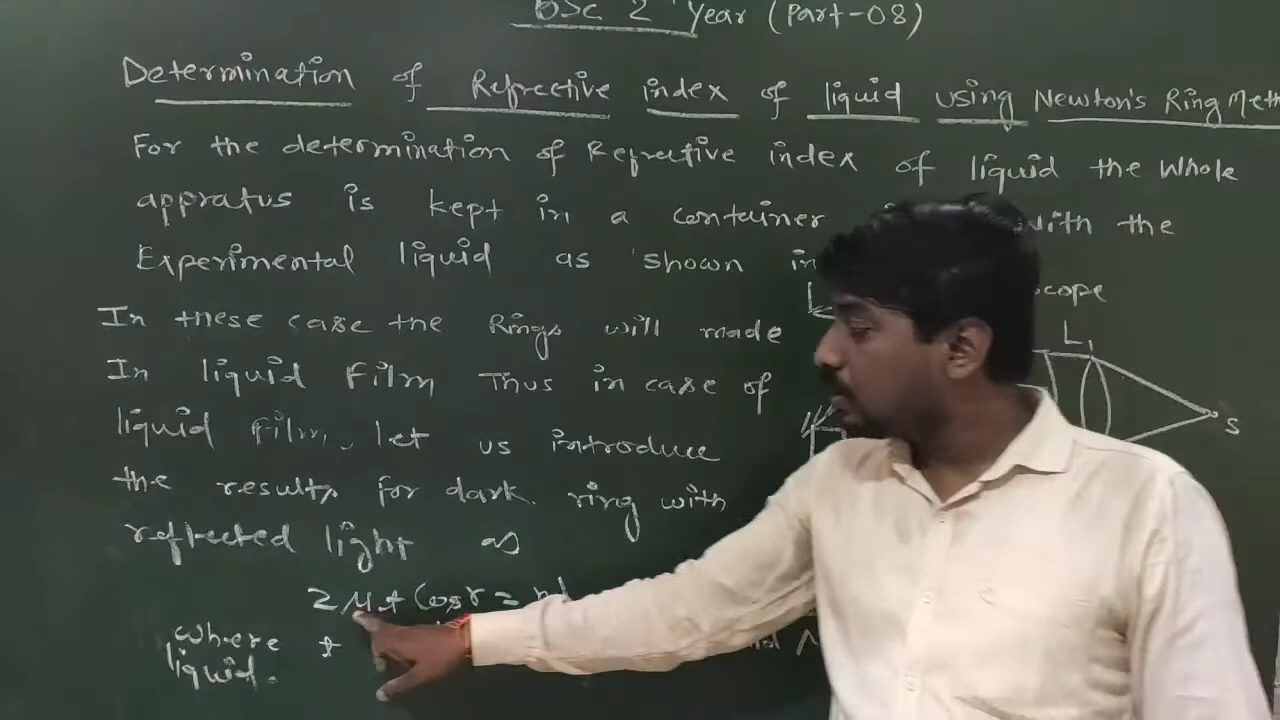 BSc 2 Year (Part-08)
Determination of Refrective index of liquid using Newton's Ring Meth
For the determination of Refrective index of liquid the Whole
appratus is kept in a container with the
Experimental liquid as shown in
In these case the Rings will made
In liquid Film Thus in case of
liquid film, let us introduce
the results for dark ring with
reflected light as
2μt Cos r = n
where t
liquid.
cope
L1
S
L